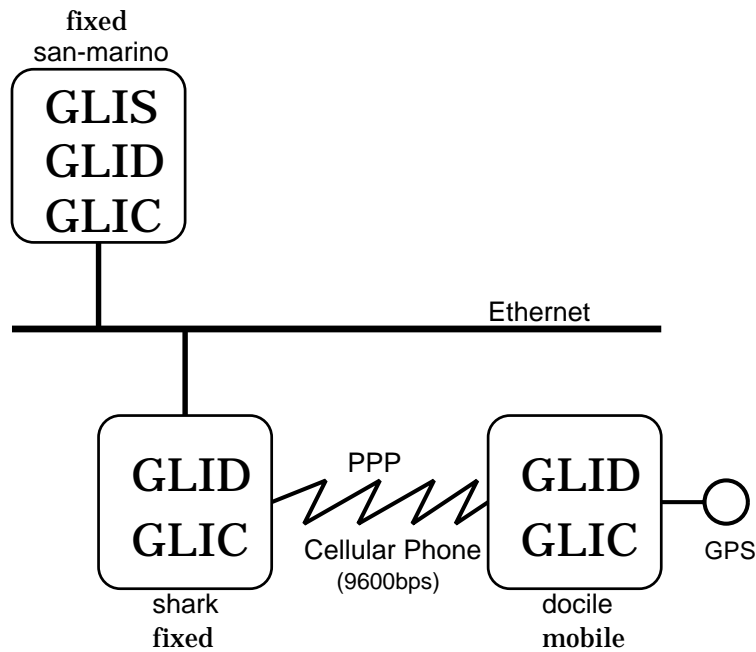 fixed
san-marino
GLIS
GLID
GLIC
Ethernet
GLID
GLIC
PPP
Cellular Phone
(9600bps)
GLID
GLIC
GPS
shark
fixed
docile
mobile